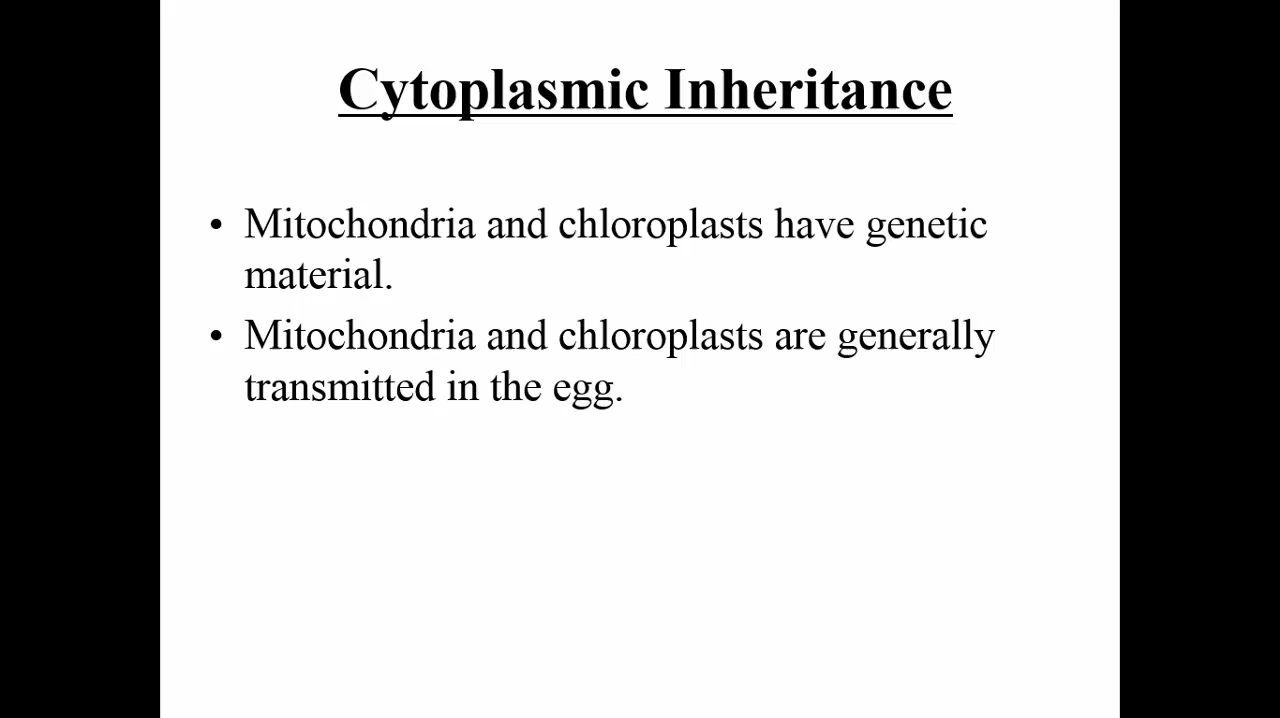 Cytoplasmic Inheritance
• Mitochondria and chloroplasts have genetic
material.
• Mitochondria and chloroplasts are generally
transmitted in the egg.